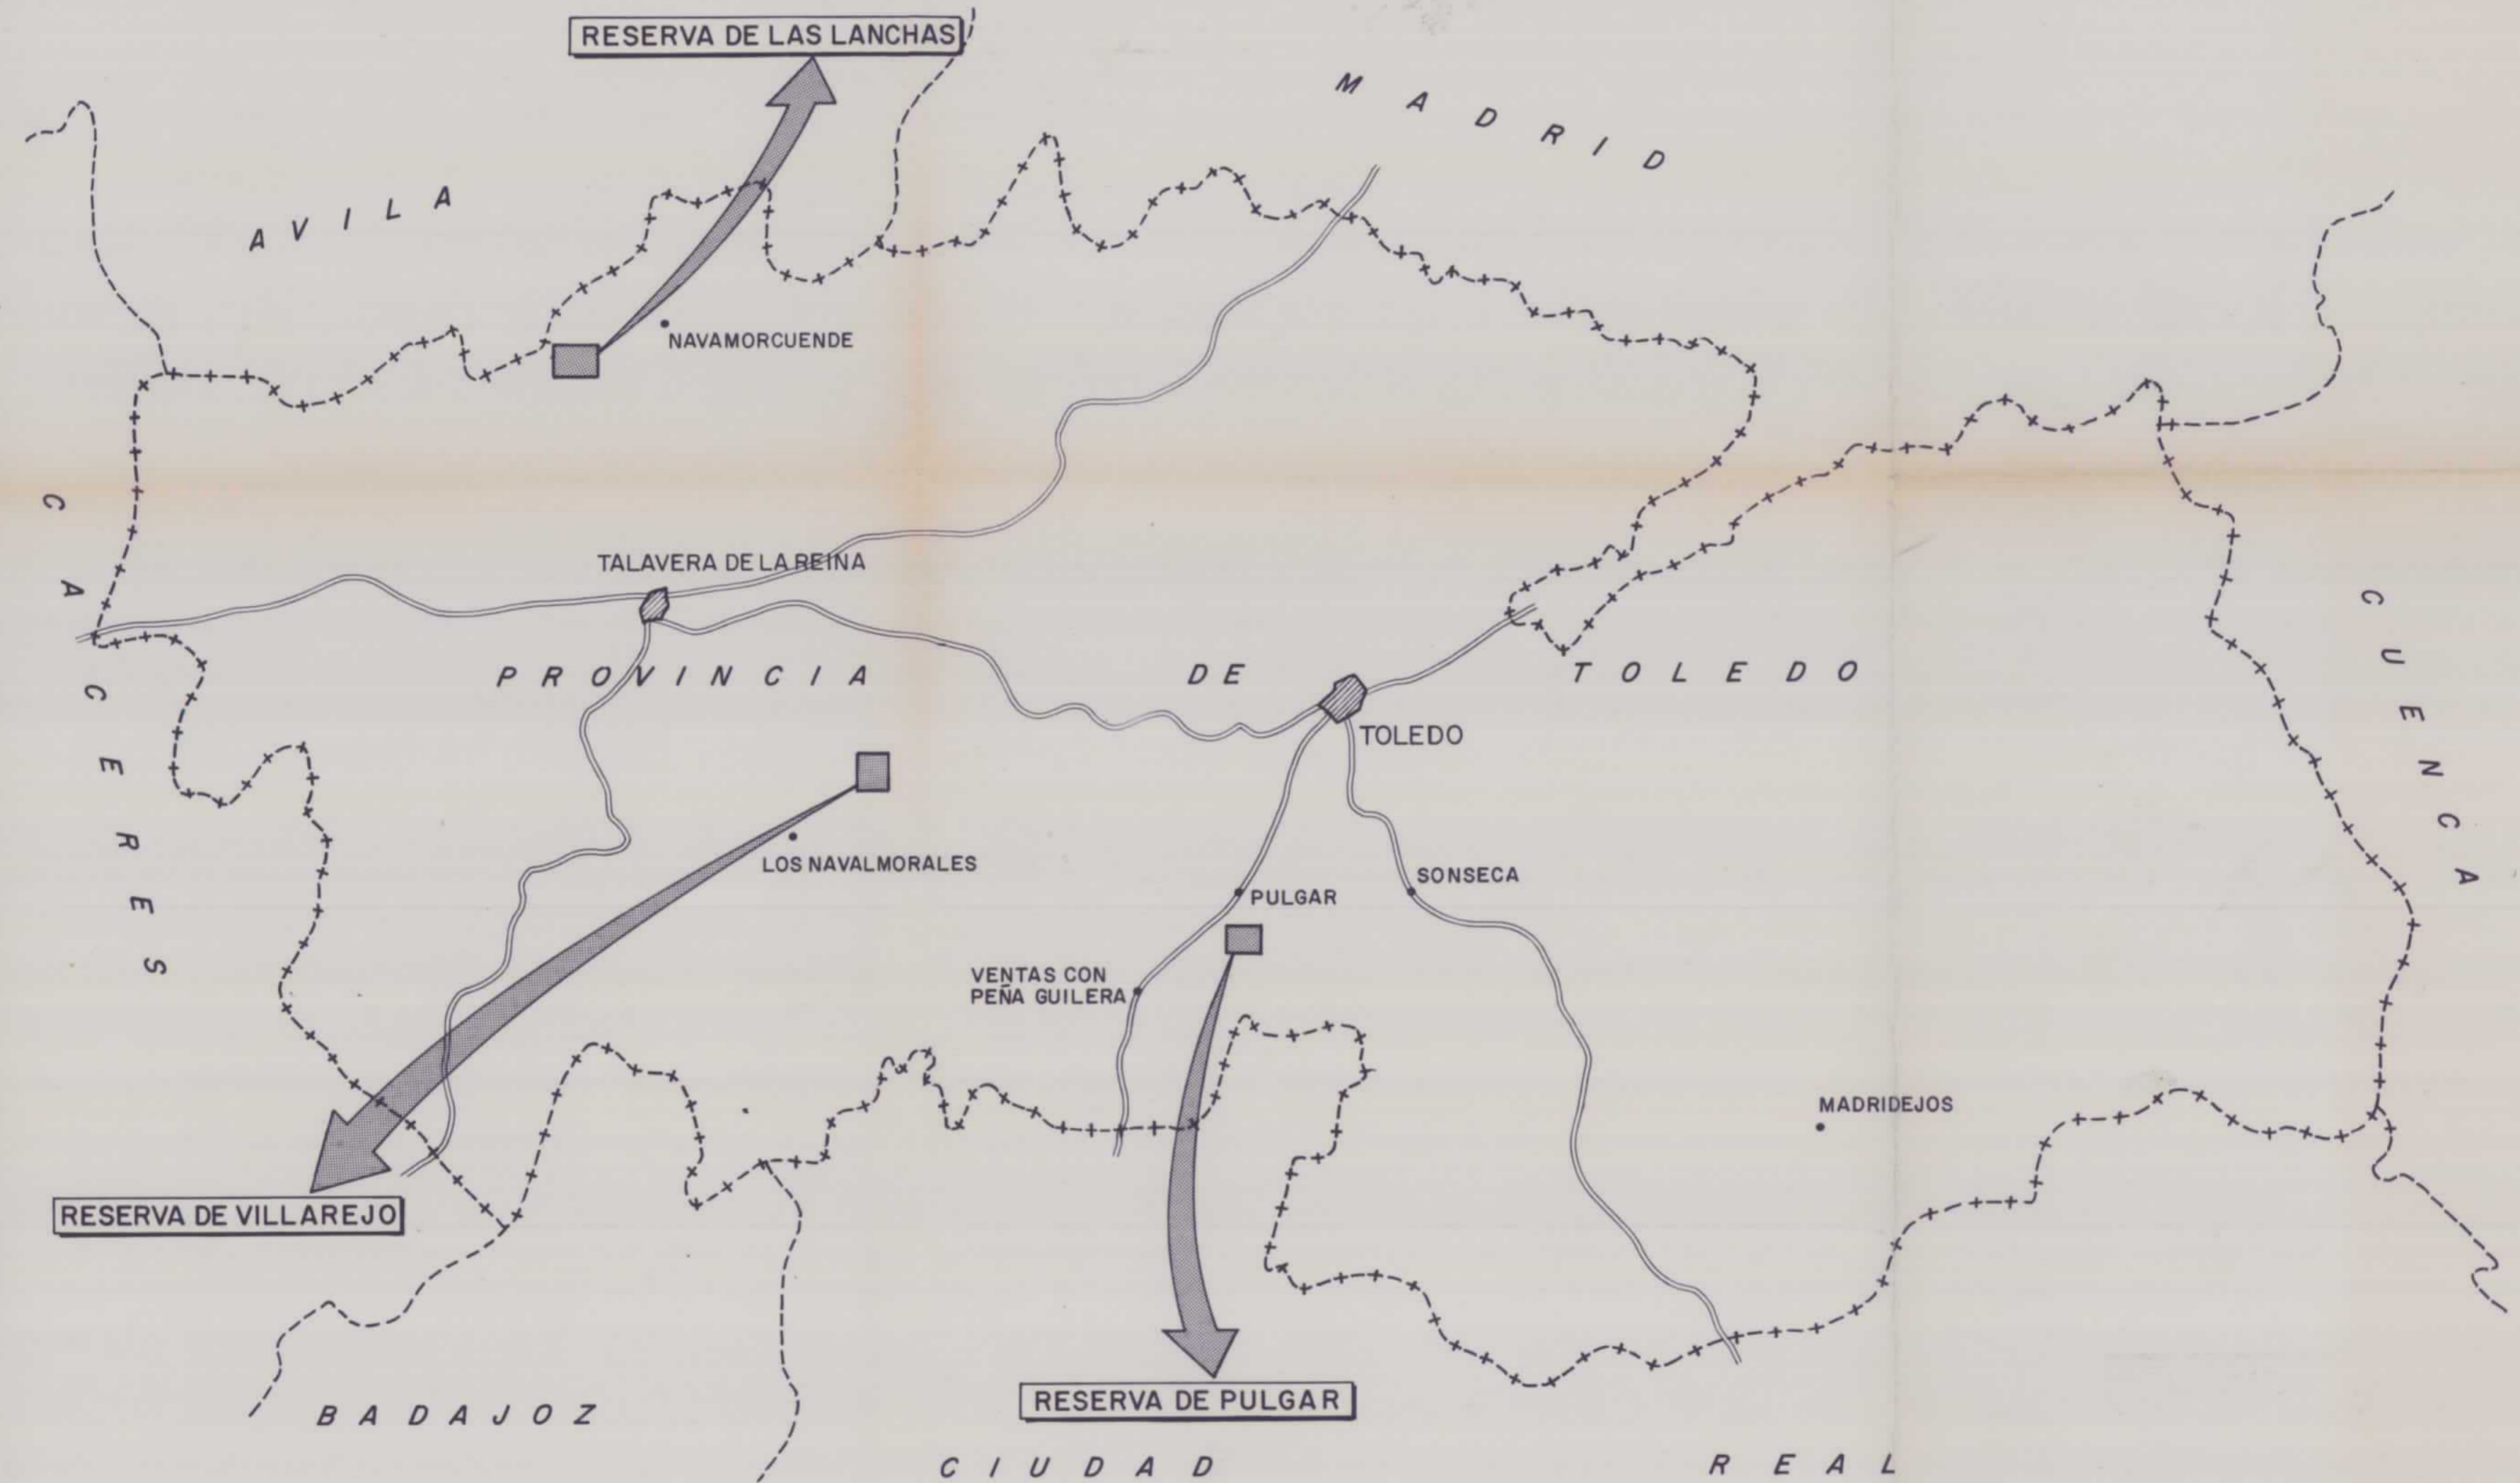 RESERVA DE LAS LANCHAS
MADRID
AVILA
NAVAMORCUENDE
CACERES
TALAVERA DE LA REINA
PROVINCIA DE TOLEDO
CUENCA
TOLEDO
LOS NAVALMORALES
SONSECA
PULGAR
VENTAS CON
PEÑA GUILERA
MADRIDEJOS
RESERVA DE VILLAREJO
RESERVA DE PULGAR
BADAJOZ
CIUDAD REAL